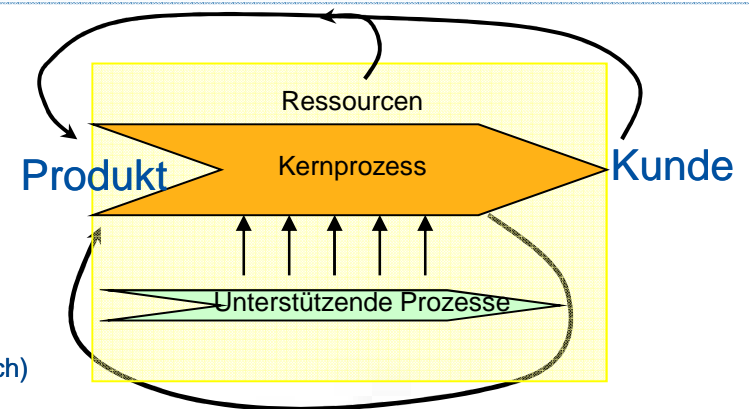 Ressourcen
Produkt
Kernprozess
Kunde
Unterstützende Prozesse
ch)